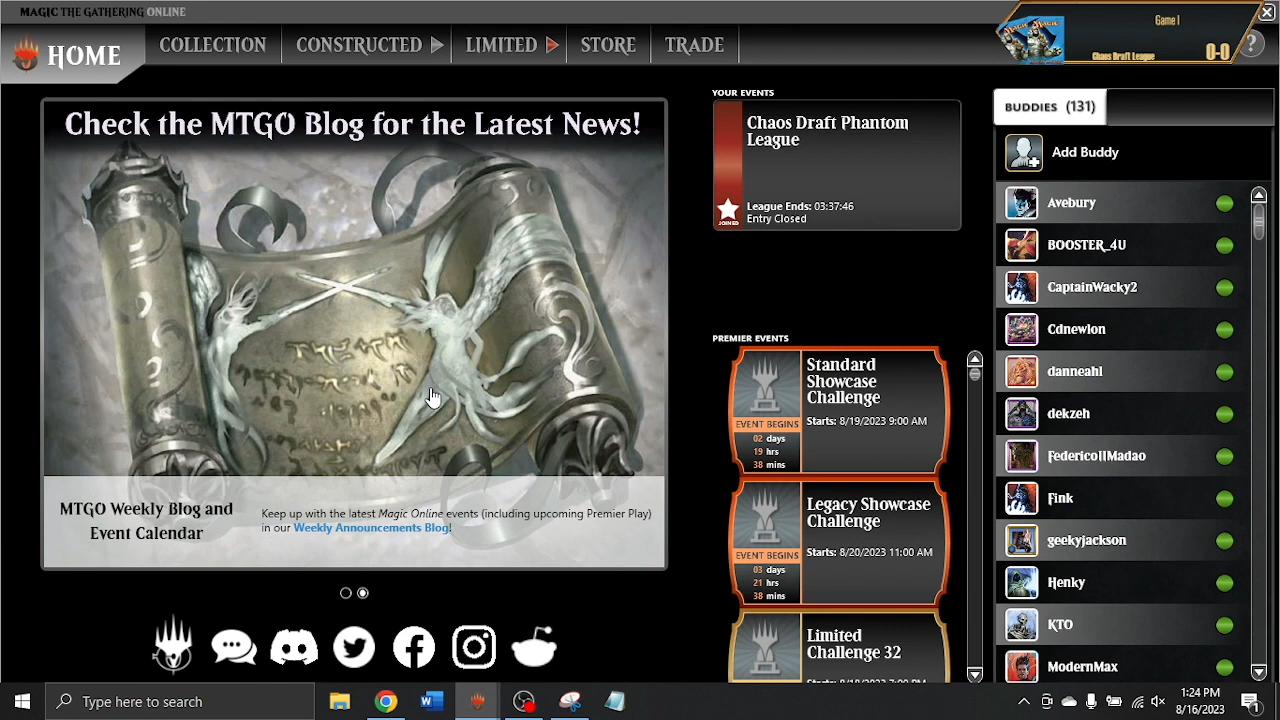 MAGIC THE GATHERING ONLINE
HOME
COLLECTION
CONSTRUCTED
LIMITED
STORE
TRADE
Game 1
Chaos Draft League
0-0
?
Check the MTGO Blog for the Latest News!
MTGO Weekly Blog and
Event Calendar
Keep up with the latest Magic Online events (including upcoming Premier Play)
in our Weekly Announcements Blog!
YOUR EVENTS
Chaos Draft Phantom
League
JOINED
League Ends: 03:37:46
Entry Closed
PREMIER EVENTS
Standard
Showcase
Challenge
Starts: 8/19/2023 9:00 AM
EVENT BEGINS
02 days
19 hrs
38 mins
Legacy Showcase
Challenge
Starts: 8/20/2023 11:00 AM
EVENT BEGINS
03 days
21 hrs
38 mins
Limited
Challenge 32
BUDDIES (131)
Add Buddy
Avebury
BOOSTER_4U
CaptainWacky2
Cdnewlon
danneahl
dekzeh
FedericoIIMadao
Fink
geekyjackson
Henky
KTO
ModernMax
Type here to search
1:24 PM
8/16/2023
1